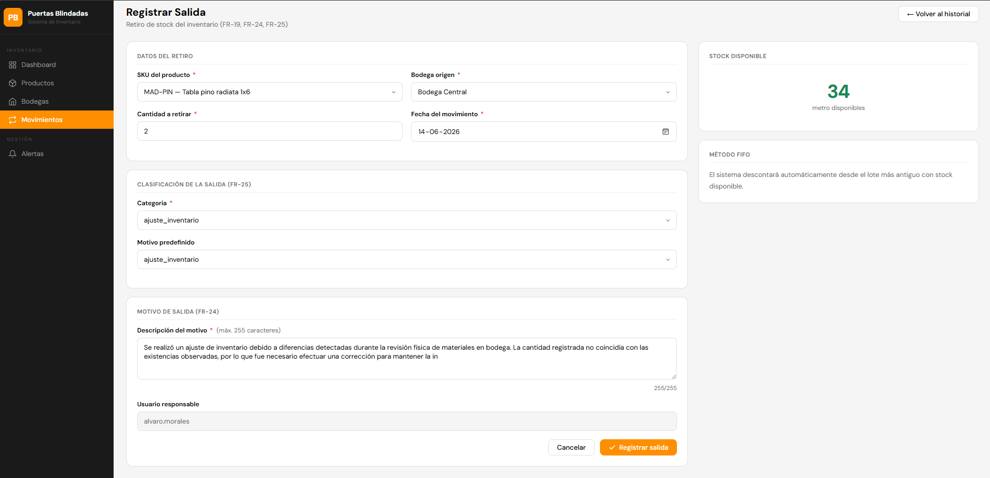 PB
Puertas Blindadas
Sistema de Inventario
INVENTARIO
Dashboard
Productos
Bodegas
Movimientos
GESTIÓN
Alertas
Registrar Salida
Retiro de stock del inventario (FR-19, FR-24, FR-25)
← Volver al historial
DATOS DEL RETIRO
SKU del producto *
MAD-PIN — Tabla pino radiata 1x6
Bodega origen *
Bodega Central
Cantidad a retirar *
2
Fecha del movimiento *
14-06-2026
CLASIFICACIÓN DE LA SALIDA (FR-25)
Categoría *
ajuste_inventario
Motivo predefinido
ajuste_inventario
MOTIVO DE SALIDA (FR-24)
Descripción del motivo * (máx. 255 caracteres)
Se realizó un ajuste de inventario debido a diferencias detectadas durante la revisión física de materiales en bodega. La cantidad registrada no coincidía con las
existencias observadas, por lo que fue necesario efectuar una corrección para mantener la in
255/255
Usuario responsable
alvaro.morales
Cancelar
✓ Registrar salida
STOCK DISPONIBLE
34
metro disponibles
MÉTODO FIFO
El sistema descontará automáticamente desde el lote más antiguo con stock
disponible.